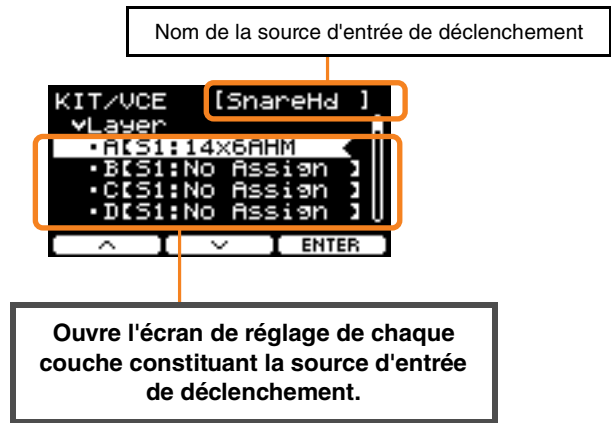 Nom de la source d'entrée de déclenchement
KIT/VCE [SnareHd ]
Layer
・A[S1:14x6AHM
・B[S1:No Assign ]
・C[S1:No Assign ]
・D[S1:No Assign ]
ENTER
Ouvre l'écran de réglage de chaque
couche constituant la source d'entrée
de déclenchement.